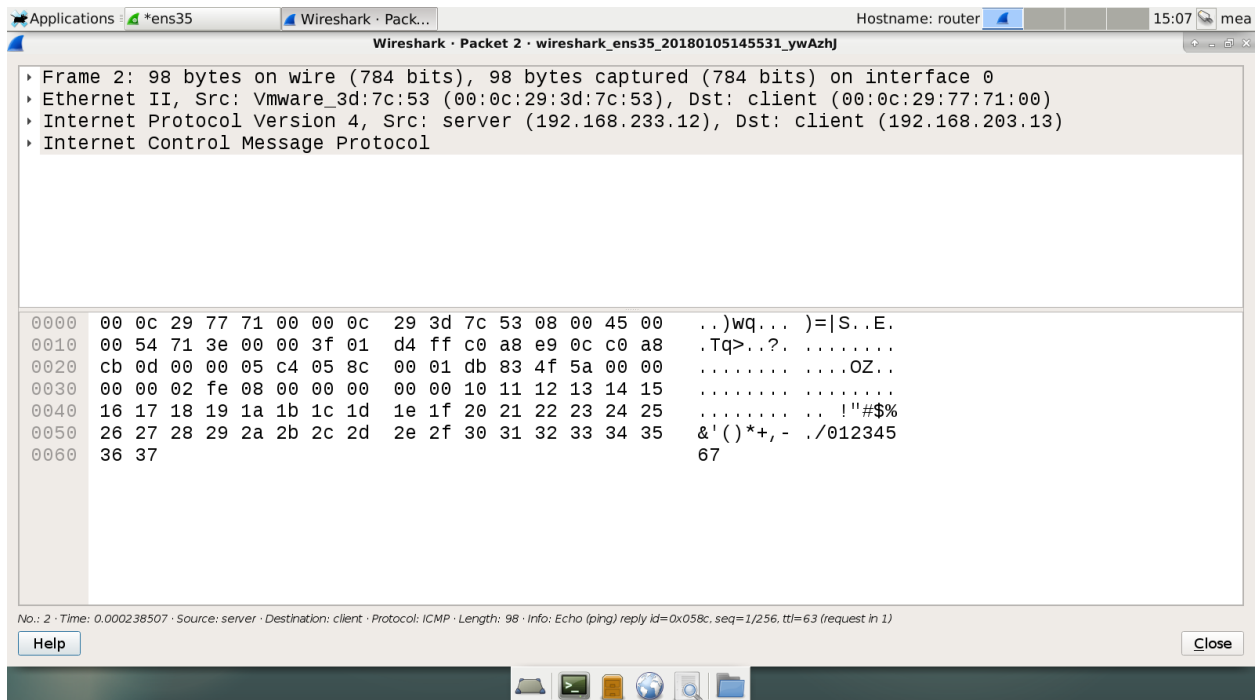 Applications *ens35 Wireshark · Pack... Hostname: router 15:07 mea
Wireshark · Packet 2 · wireshark_ens35_20180105145531_ywAzhJ
Frame 2: 98 bytes on wire (784 bits), 98 bytes captured (784 bits) on interface 0
Ethernet II, Src: Vmware_3d:7c:53 (00:0c:29:3d:7c:53), Dst: client (00:0c:29:77:71:00)
Internet Protocol Version 4, Src: server (192.168.233.12), Dst: client (192.168.203.13)
Internet Control Message Protocol
0000 00 0c 29 77 71 00 00 0c 29 3d 7c 53 08 00 45 00 ..)wq... )=|S..E.
0010 00 54 71 3e 00 00 3f 01 d4 ff c0 a8 e9 0c c0 a8 .Tq>..?. ........
0020 cb 0d 00 00 05 c4 05 8c 00 01 db 83 4f 5a 00 00 ........ ....OZ..
0030 00 00 02 fe 08 00 00 00 00 00 10 11 12 13 14 15 ........ ........
0040 16 17 18 19 1a 1b 1c 1d 1e 1f 20 21 22 23 24 25 ........ .. !"#$%
0050 26 27 28 29 2a 2b 2c 2d 2e 2f 30 31 32 33 34 35 &'()*+,- ./012345
0060 36 37 67
No.: 2 · Time: 0.000238507 · Source: server · Destination: client · Protocol: ICMP · Length: 98 · Info: Echo (ping) reply id=0x058c, seq=1/256, ttl=63 (request in 1)
Help Close